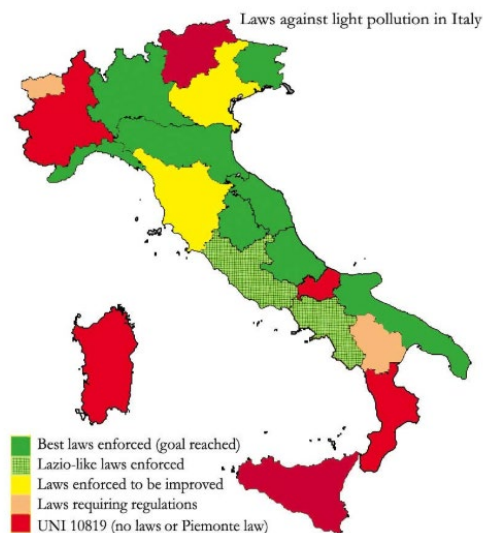 Laws against light pollution in Italy
Best laws enforced (goal reached)
Lazio-like laws enforced
Laws enforced to be improved
Laws requiring regulations
UNI 10819 (no laws or Piemonte law)